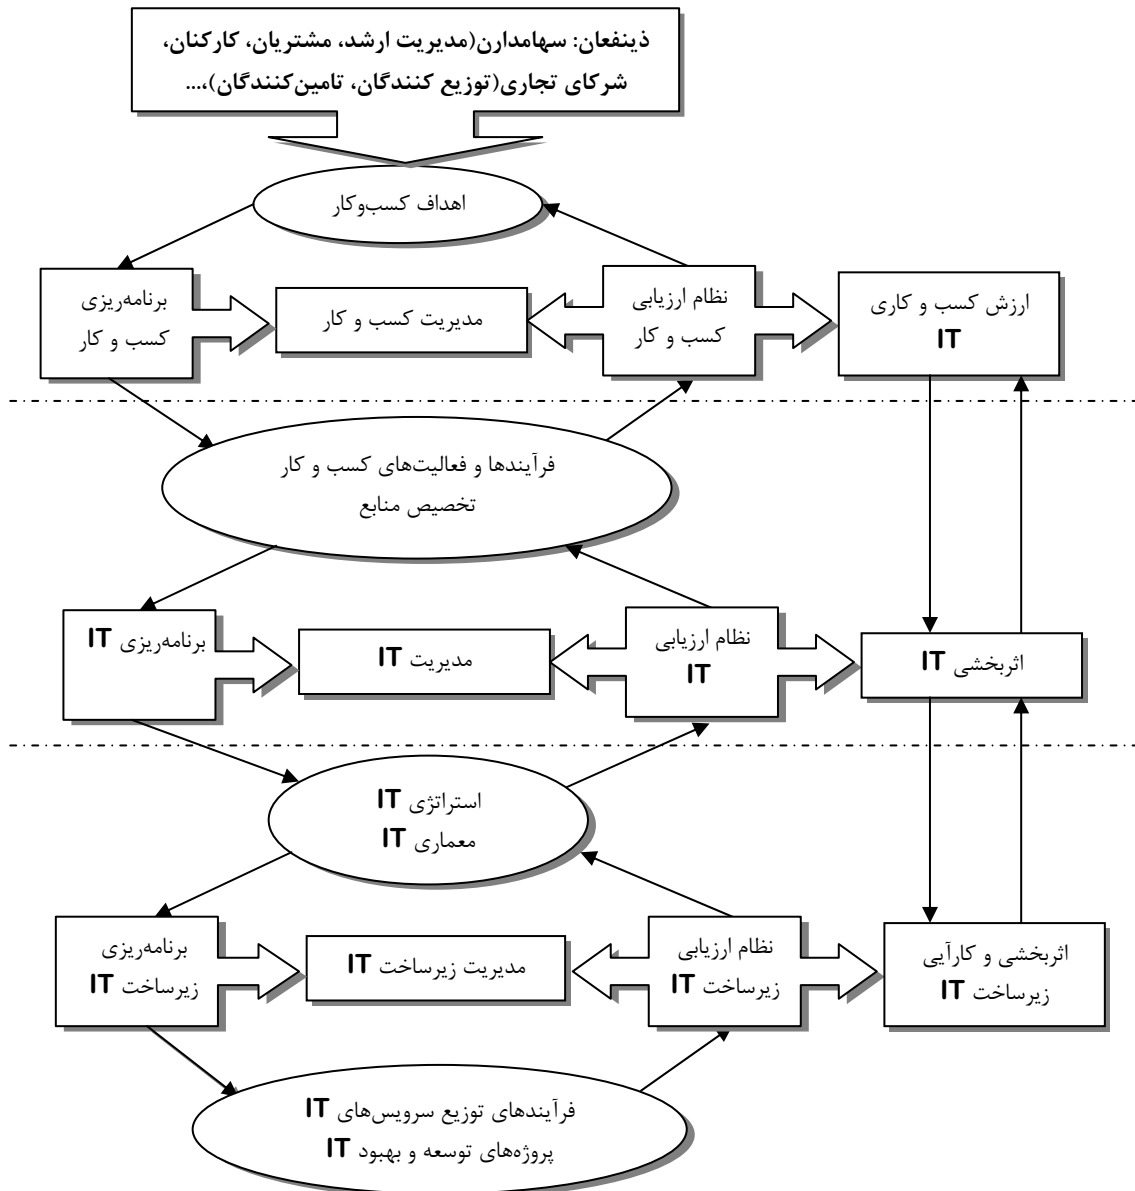 ذینفعان: سهامدارن(مدیریت ارشد، مشتریان، کارکنان،
شرکای تجاری(توزیع کنندگان، تامین‌کنندگان)،...
اهداف کسب‌وکار
برنامه‌ریزی
کسب و کار
مدیریت کسب و کار
نظام ارزیابی
کسب و کار
ارزش کسب و کاری
IT
فرآیندها و فعالیت‌های کسب و کار
تخصیص منابع
برنامه‌ریزی IT
مدیریت IT
نظام ارزیابی
IT
اثربخشی IT
استراتژی IT
معماری IT
برنامه‌ریزی
زیرساخت IT
مدیریت زیرساخت IT
نظام ارزیابی
زیرساخت IT
اثربخشی و کارآیی
زیرساخت IT
فرآیندهای توزیع سرویس‌های IT
پروژه‌های توسعه و بهبود IT